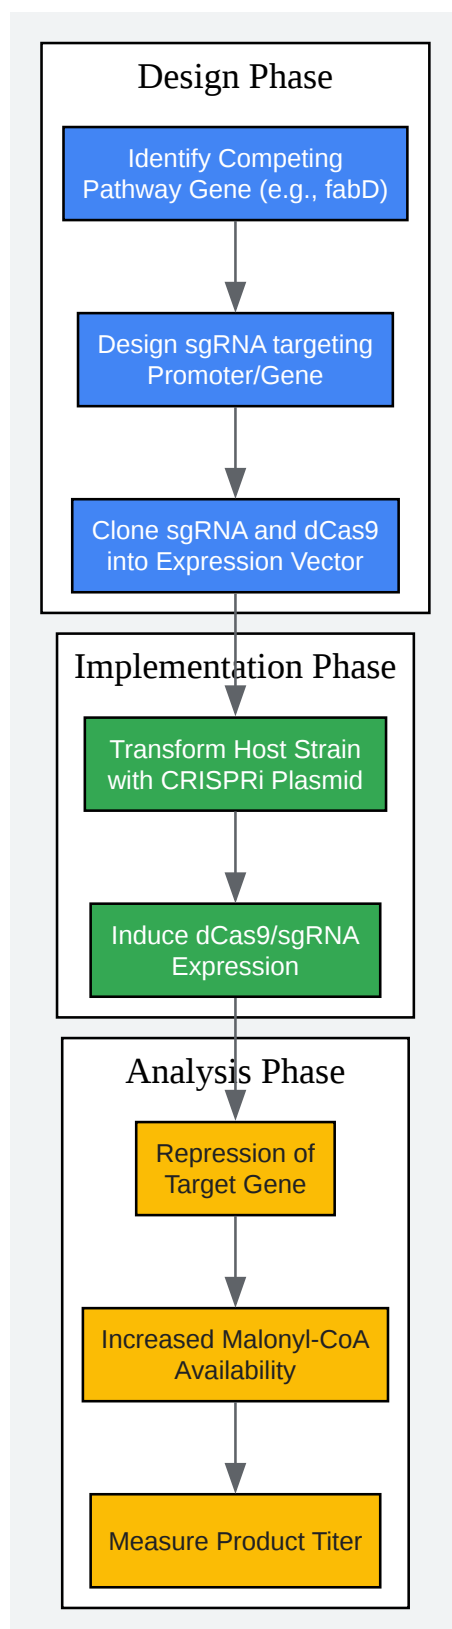 Design Phase
Identify Competing
Pathway Gene (e.g., fabD)
Design sgRNA targeting
Promoter/Gene
Clone sgRNA and dCas9
into Expression Vector
Implementation Phase
Transform Host Strain
with CRISPRi Plasmid
Induce dCas9/sgRNA
Expression
Analysis Phase
Repression of
Target Gene
Increased Malonyl-CoA
Availability
Measure Product Titer